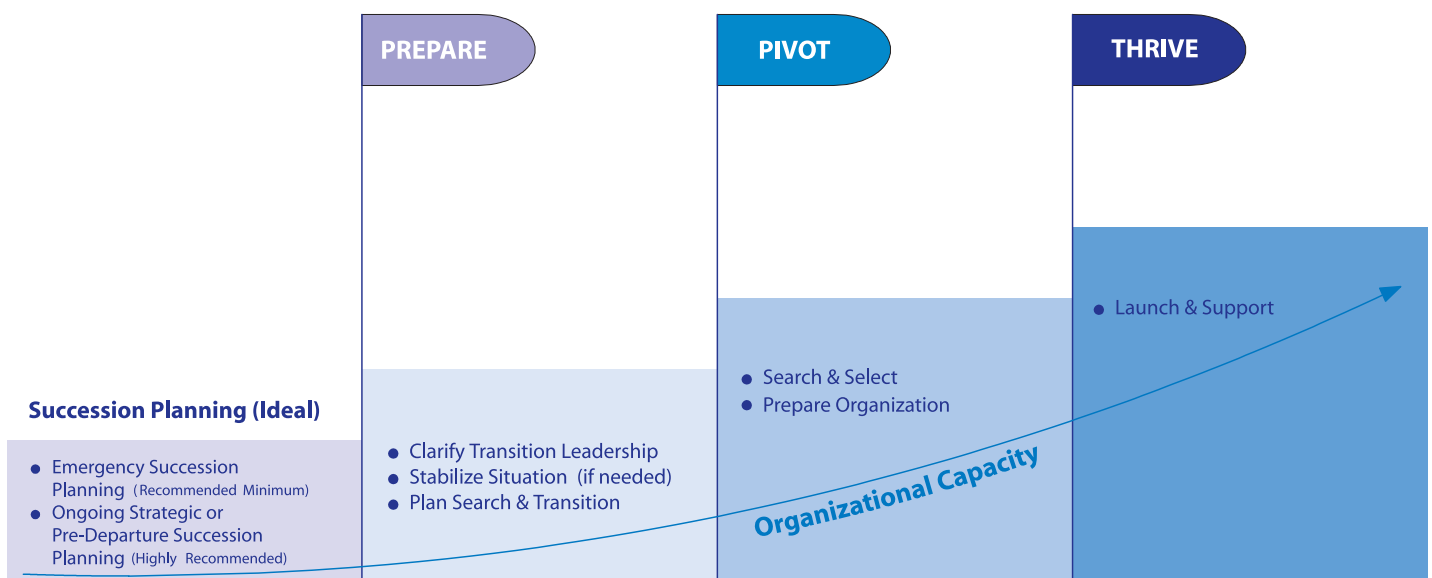 PREPARE
PIVOT
THRIVE
Succession Planning (Ideal)
● Emergency Succession
Planning (Recommended Minimum)
● Ongoing Strategic or
Pre-Departure Succession
Planning (Highly Recommended)
● Clarify Transition Leadership
● Stabilize Situation (if needed)
● Plan Search & Transition
● Search & Select
● Prepare Organization
● Launch & Support
Organizational Capacity